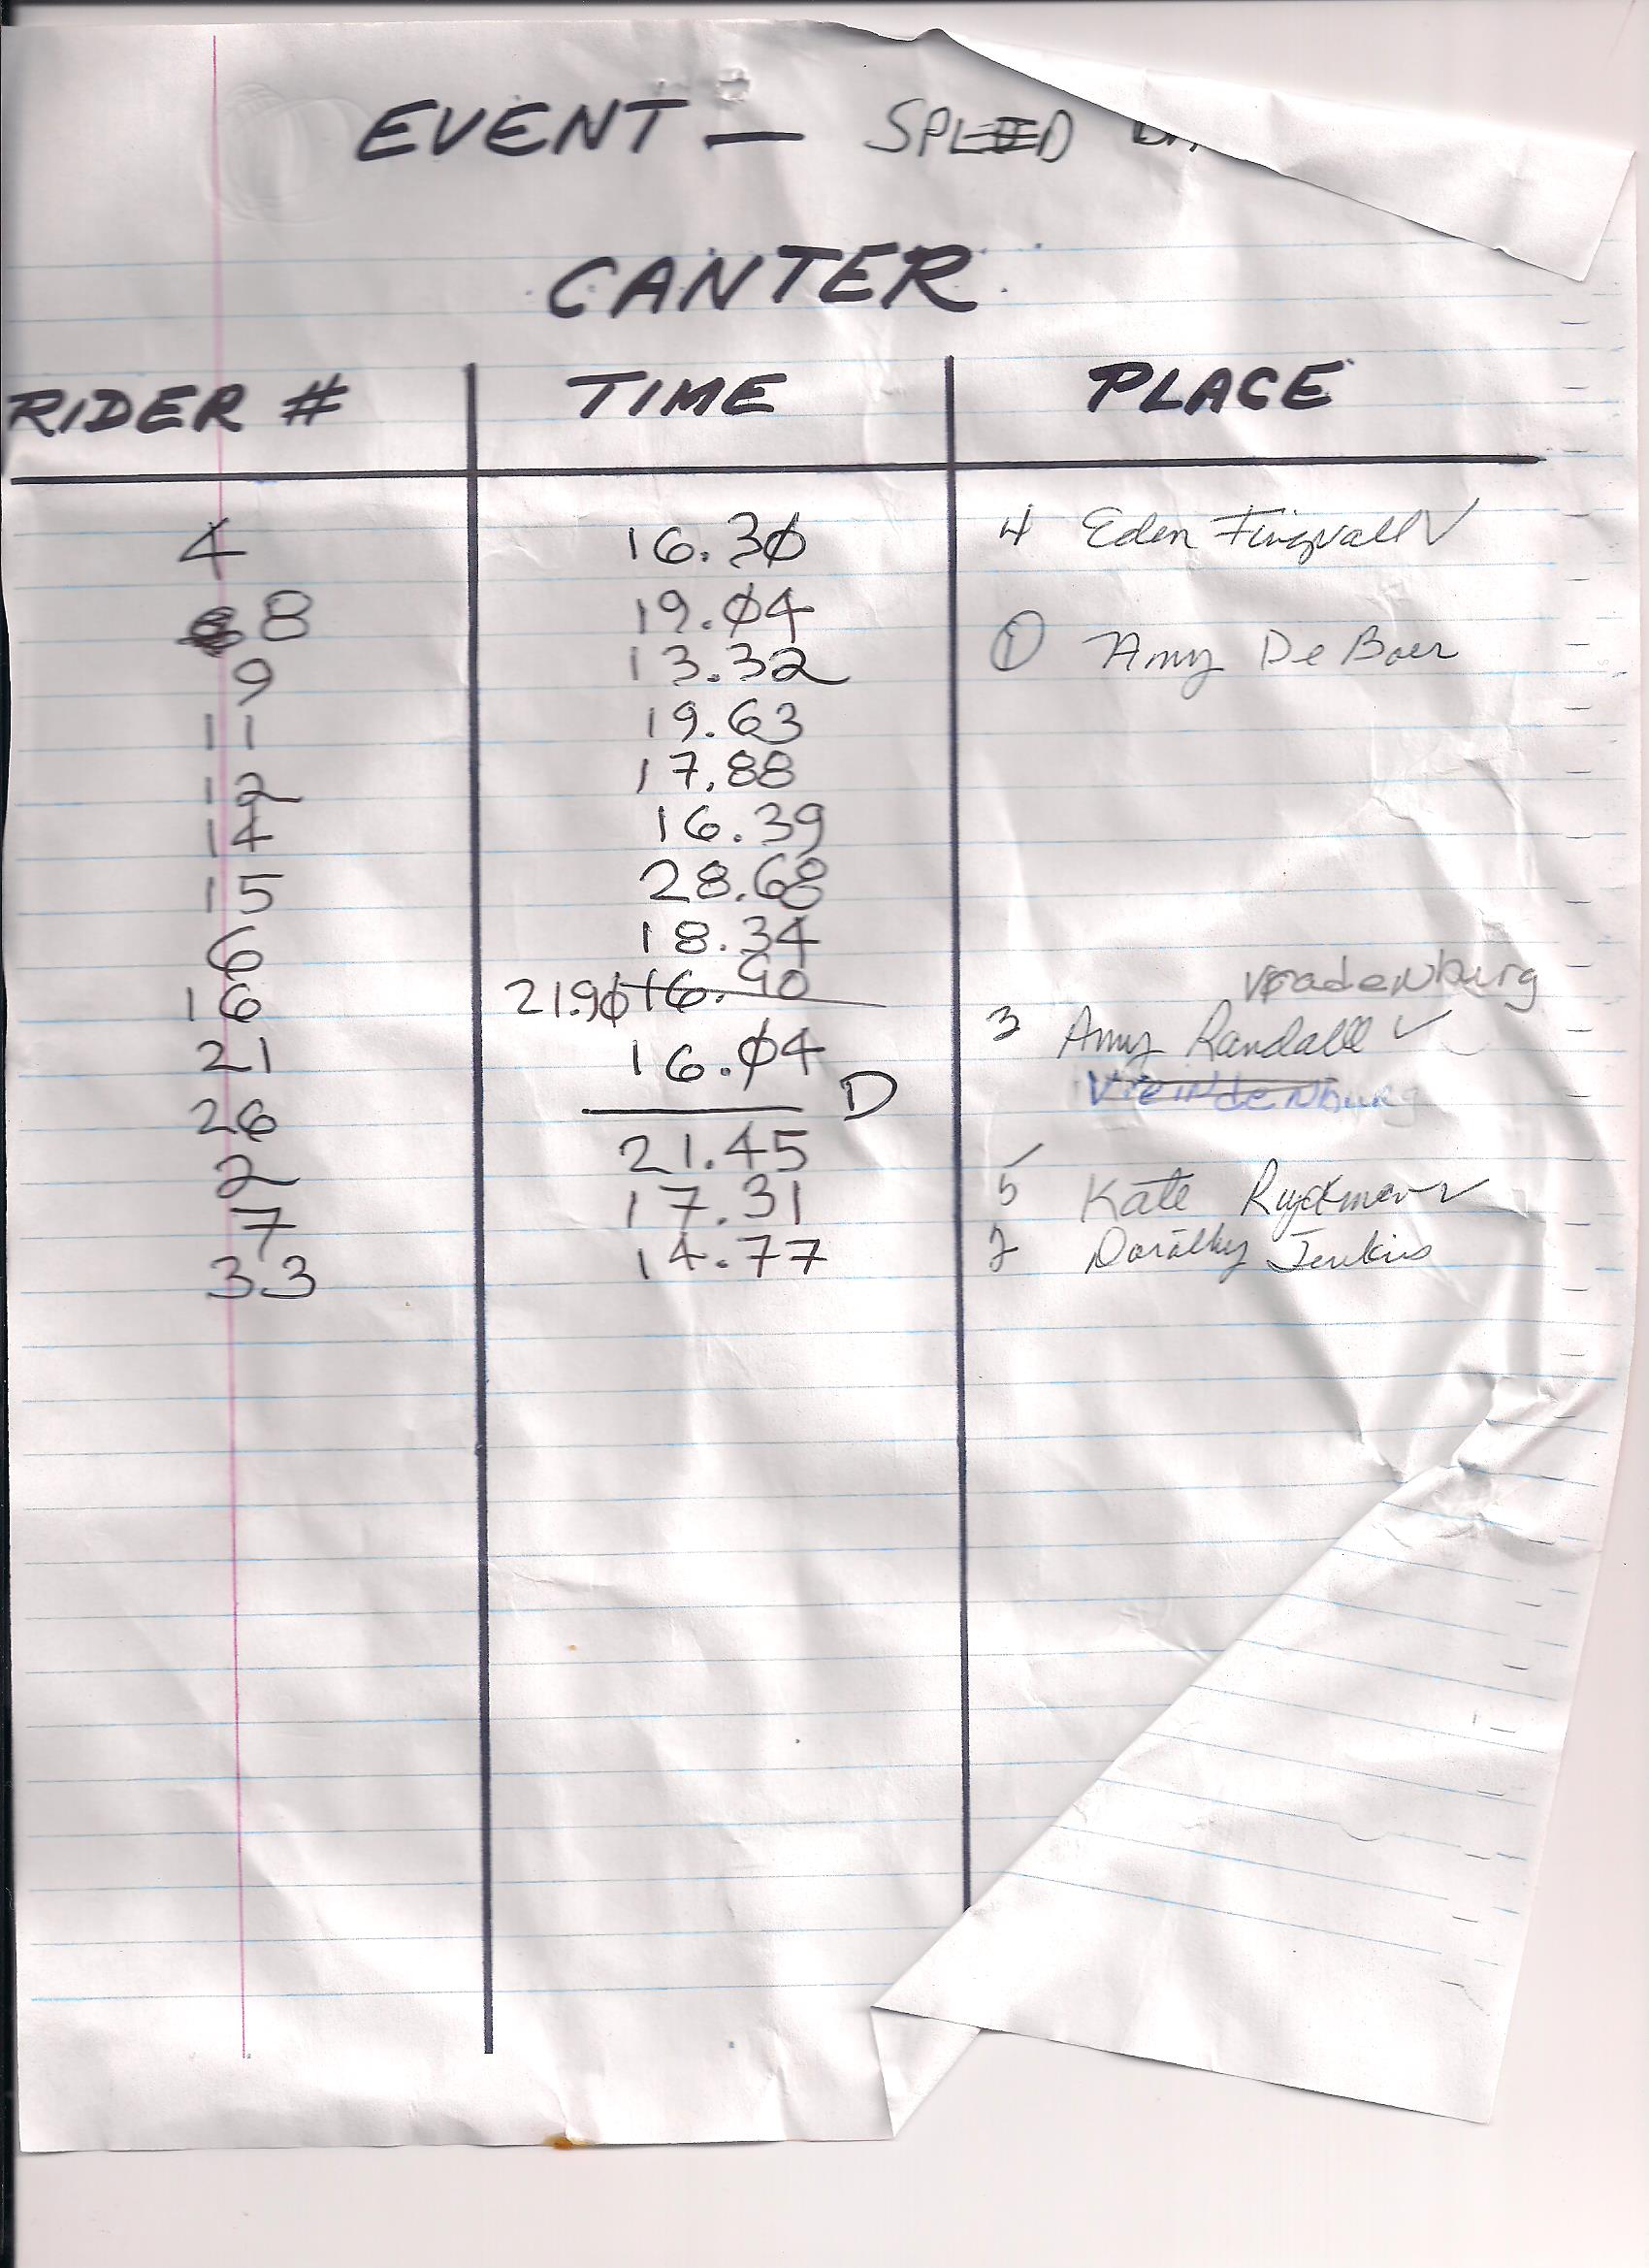 EVENT — SPEED
CANTER
RIDER # TIME PLACE
4 16.30 4 Eden
8 19.04
9 13.32 1 Amy De Boer
11 19.63
12 17.88
14 16.39
15 28.68
6 18.34
16 21.90 16.90 Vradenburg
21 16.04 3 Amy Randall ✓
26 D
2 21.45
7 17.31 5 Kate Ryckman ✓
33 14.77 2 Dorothy Jenkins